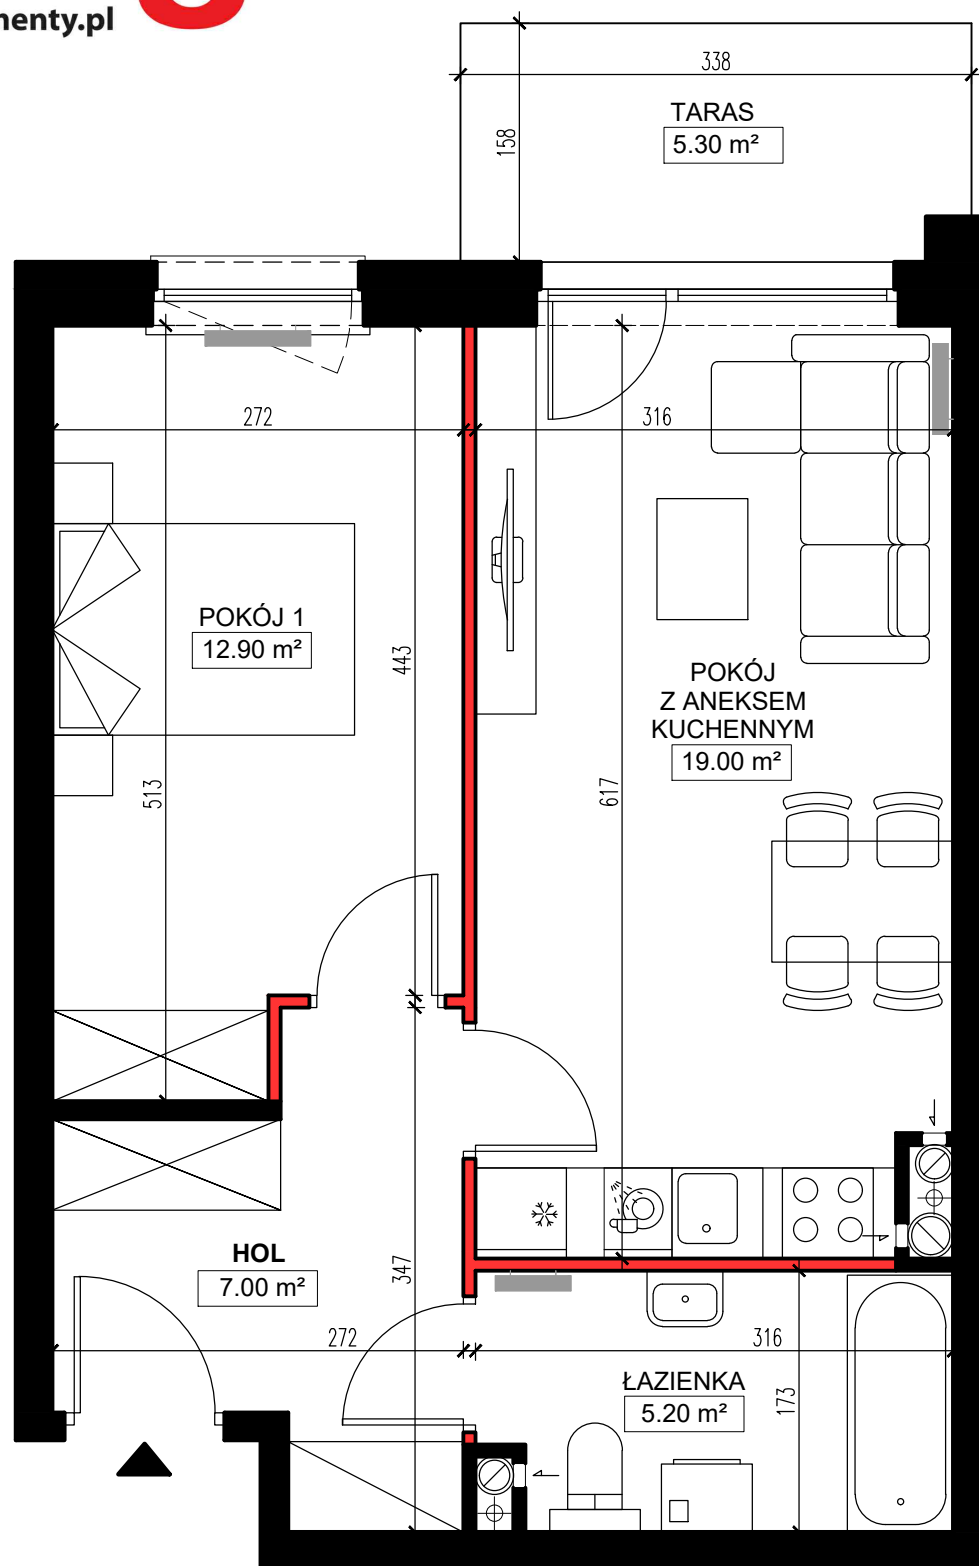 menty.pl
338
TARAS
5.30 m²
158
272
316
POKÓJ 1
12.90 m²
443
POKÓJ
Z ANEKSEM
KUCHENNYM
19.00 m²
513
617
HOL
7.00 m²
347
272
316
ŁAZIENKA
5.20 m²
173